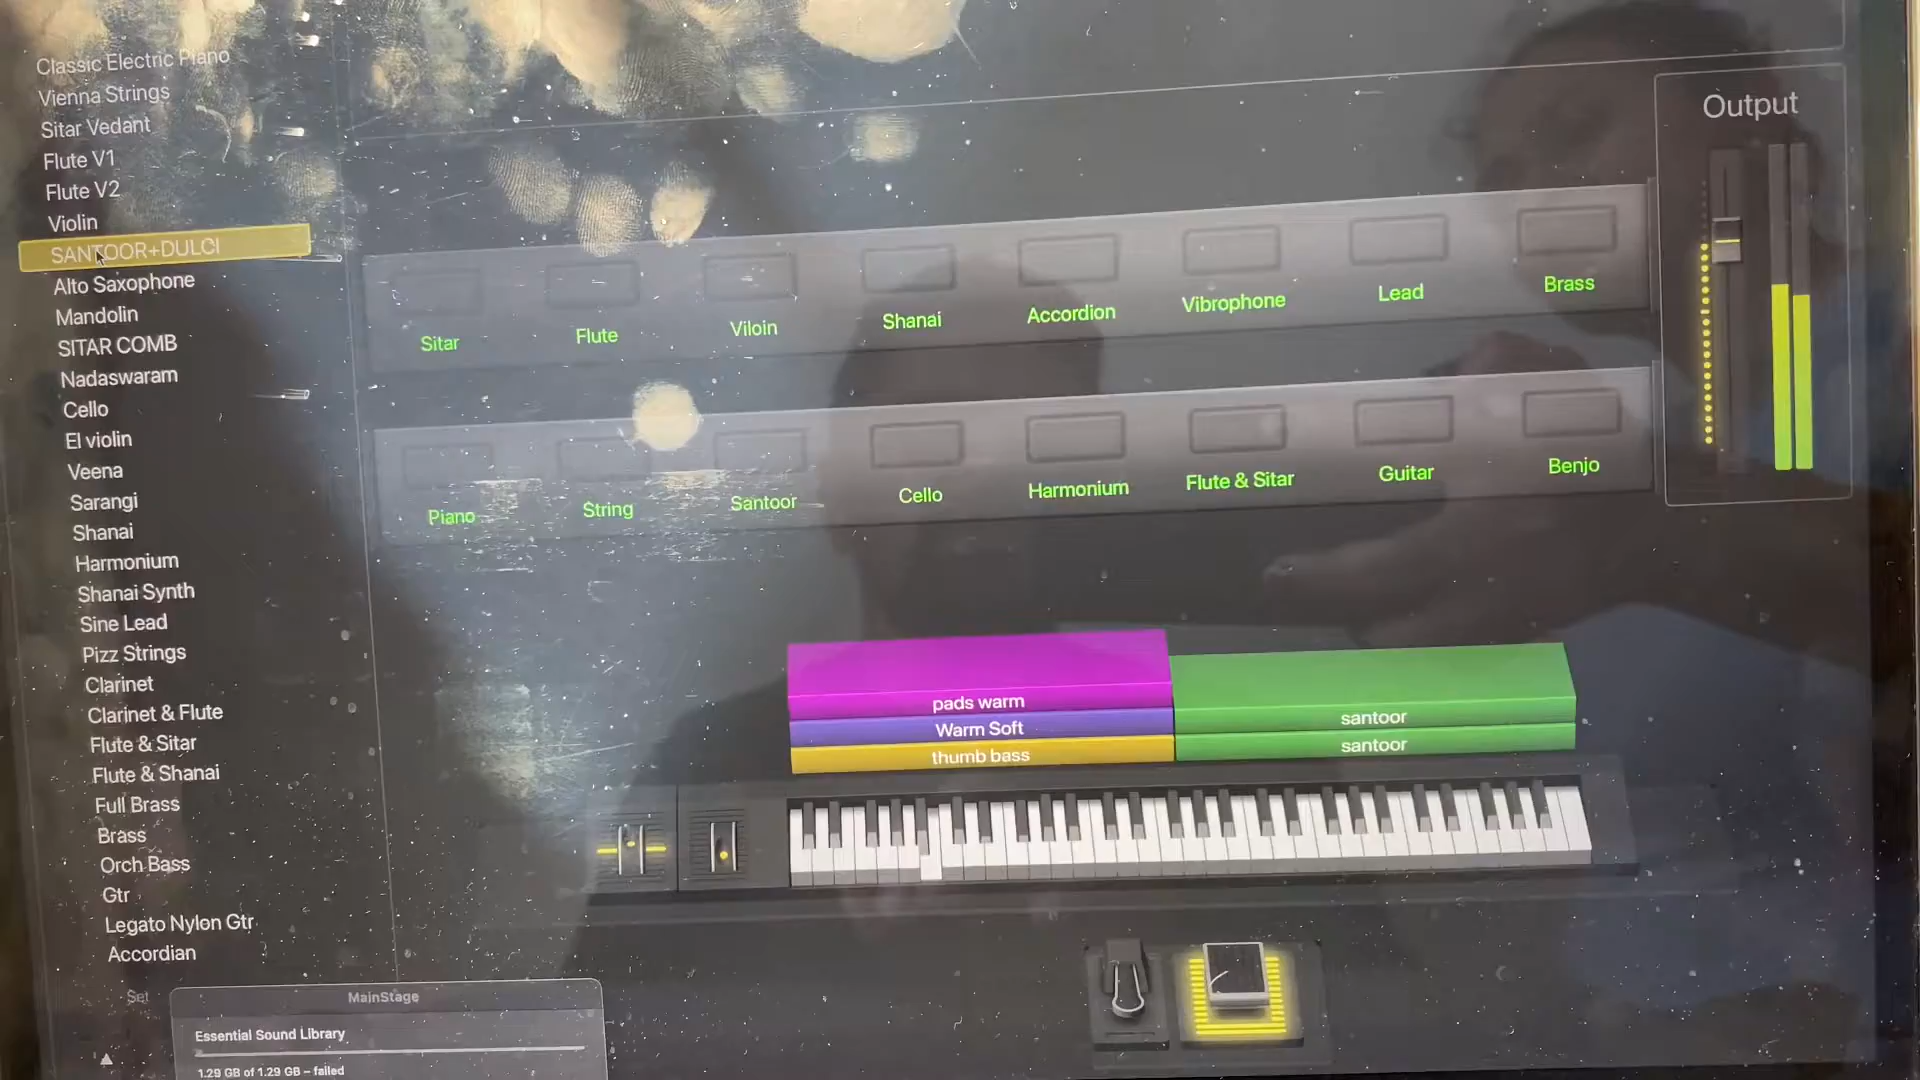 Classic Electric Piano
Vienna Strings
Sitar Vedant
Flute V1
Flute V2
Violin
SANTOOR+DULCI
Alto Saxophone
Mandolin
SITAR COMB
Nadaswaram
Cello
El violin
Veena
Sarangi
Shanai
Harmonium
Shanai Synth
Sine Lead
Pizz Strings
Clarinet
Clarinet & Flute
Flute & Sitar
Flute & Shanai
Full Brass
Brass
Orch Bass
Gtr
Legato Nylon Gtr
Accordian
Set
MainStage
Essential Sound Library
1.29 GB of 1.29 GB – failed
Sitar
Flute
Viloin
Shanai
Accordion
Vibrophone
Lead
Brass
Piano
String
Santoor
Cello
Harmonium
Flute & Sitar
Guitar
Benjo
Output
pads warm
Warm Soft
thumb bass
santoor
santoor